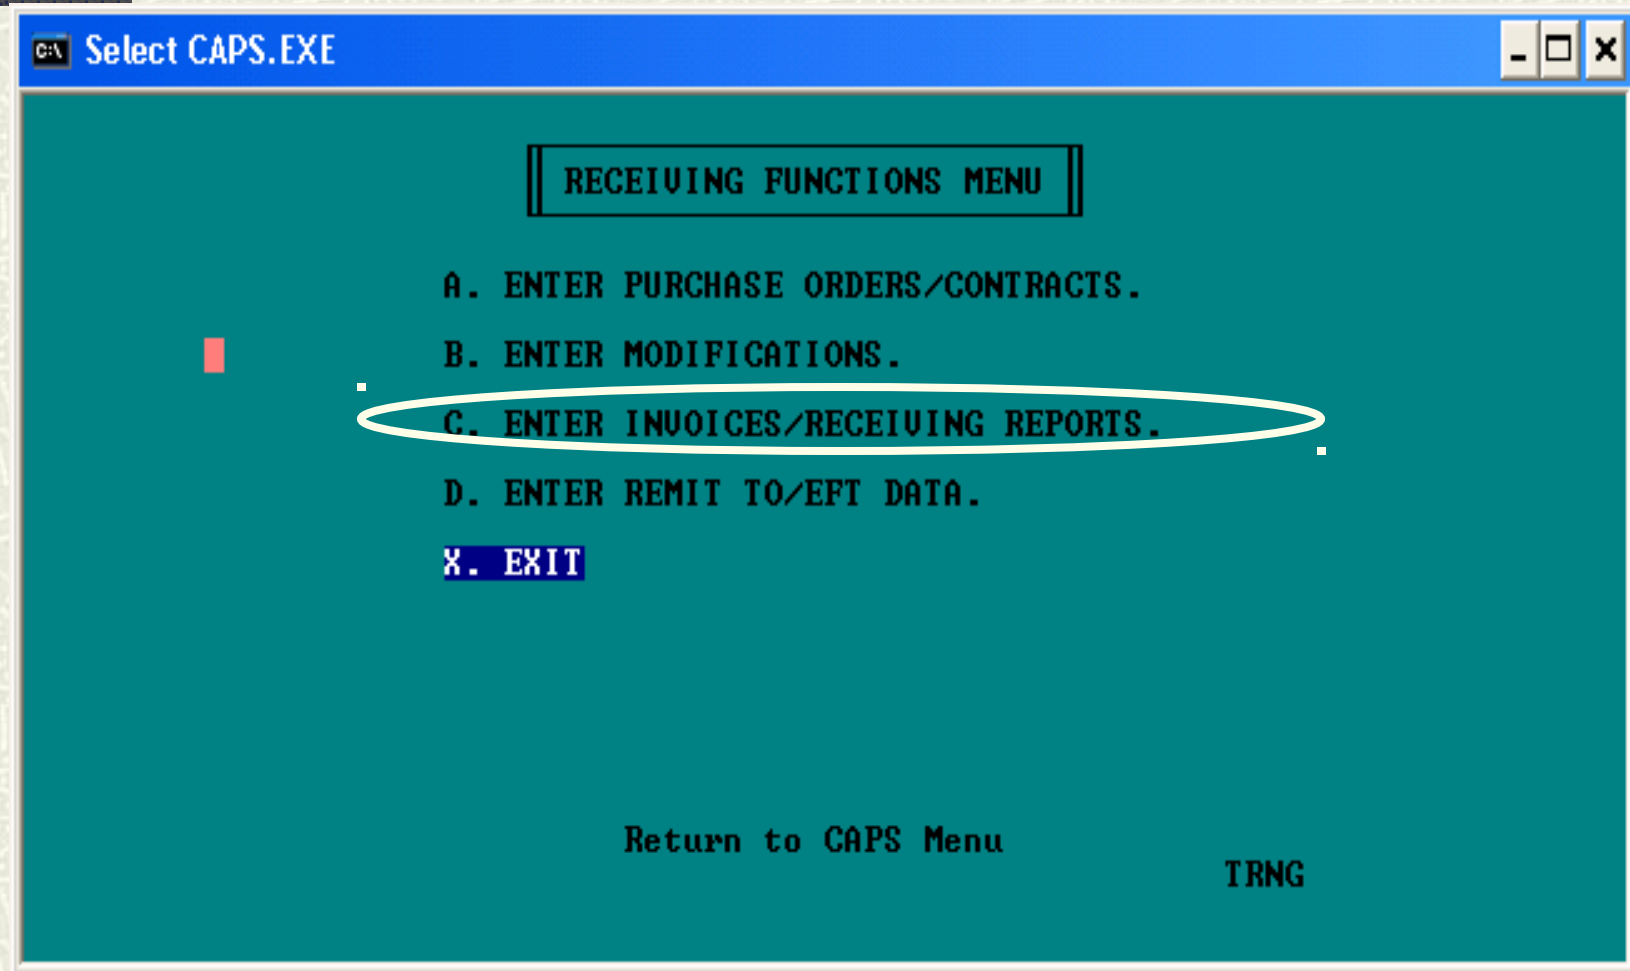 C:\ Select CAPS.EXE
RECEIVING FUNCTIONS MENU
A. ENTER PURCHASE ORDERS/CONTRACTS.
B. ENTER MODIFICATIONS.
C. ENTER INVOICES/RECEIVING REPORTS.
D. ENTER REMIT TO/EFT DATA.
X. EXIT
Return to CAPS Menu
TRNG